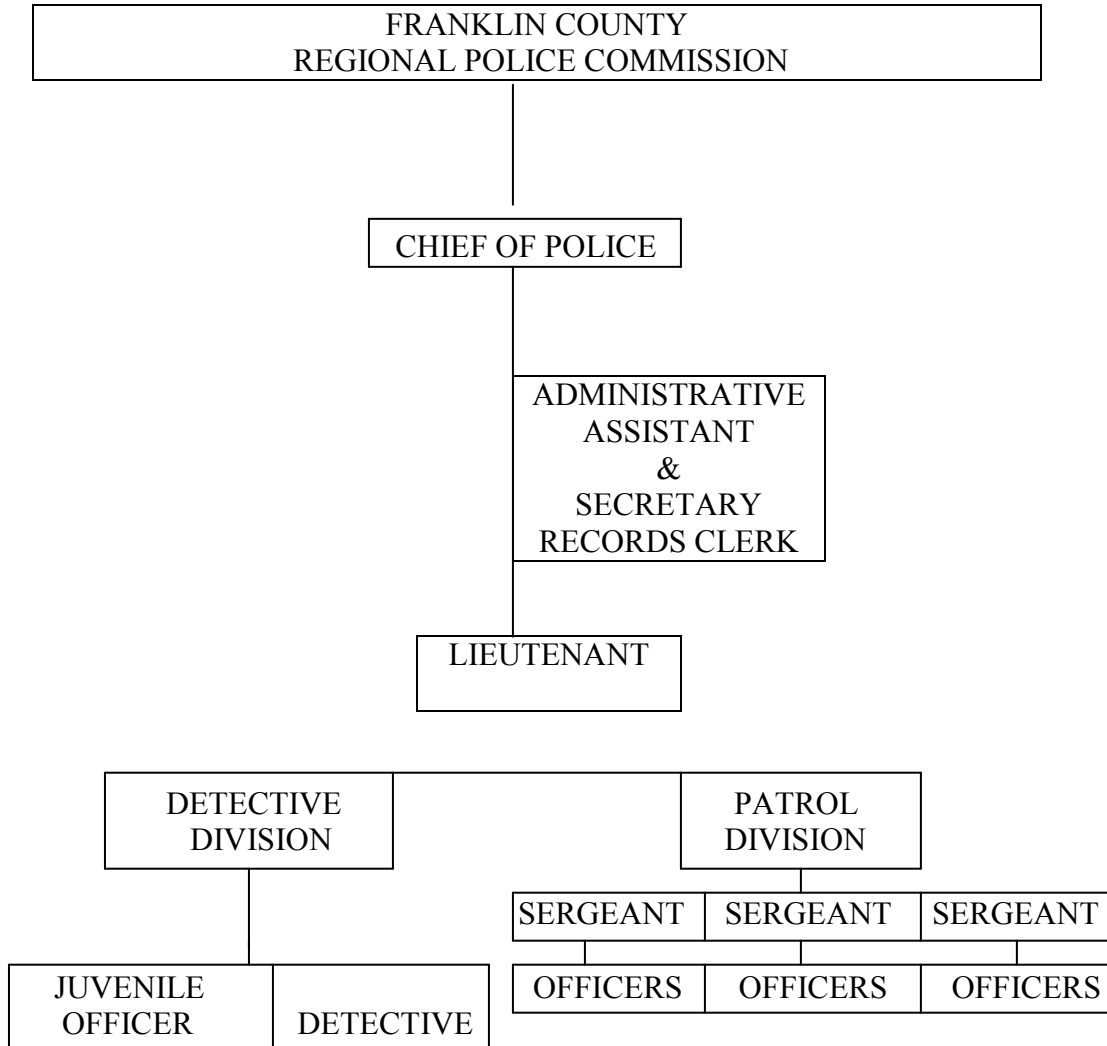 FRANKLIN COUNTY
REGIONAL POLICE COMMISSION
CHIEF OF POLICE
ADMINISTRATIVE
ASSISTANT
&
SECRETARY
RECORDS CLERK
LIEUTENANT
DETECTIVE
DIVISION
PATROL
DIVISION
SERGEANT SERGEANT SERGEANT
OFFICERS OFFICERS OFFICERS
JUVENILE
OFFICER
DETECTIVE